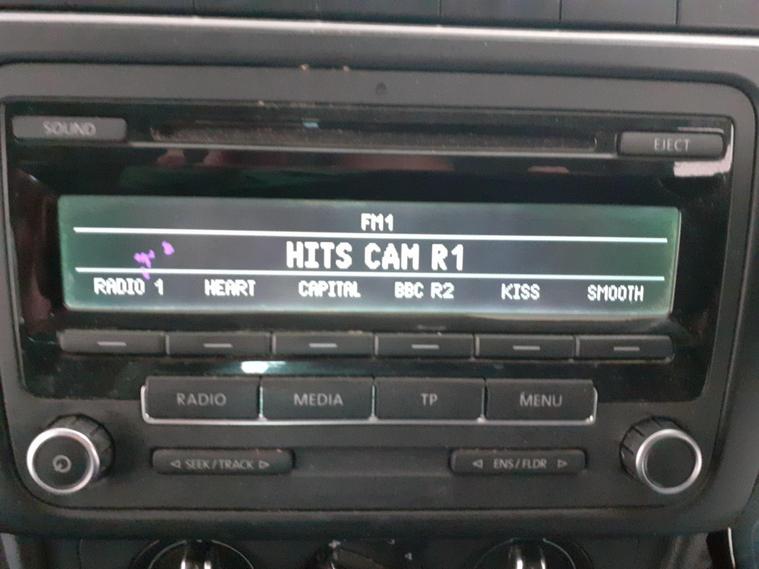 SOUND
EJECT
FM1
HITS CAM R1
RADIO 1 HEART CAPITAL BBC R2 KISS SMOOTH
RADIO MEDIA TP MENU
◁ SEEK / TRACK ▷ ◁ ENS / FLDR ▷